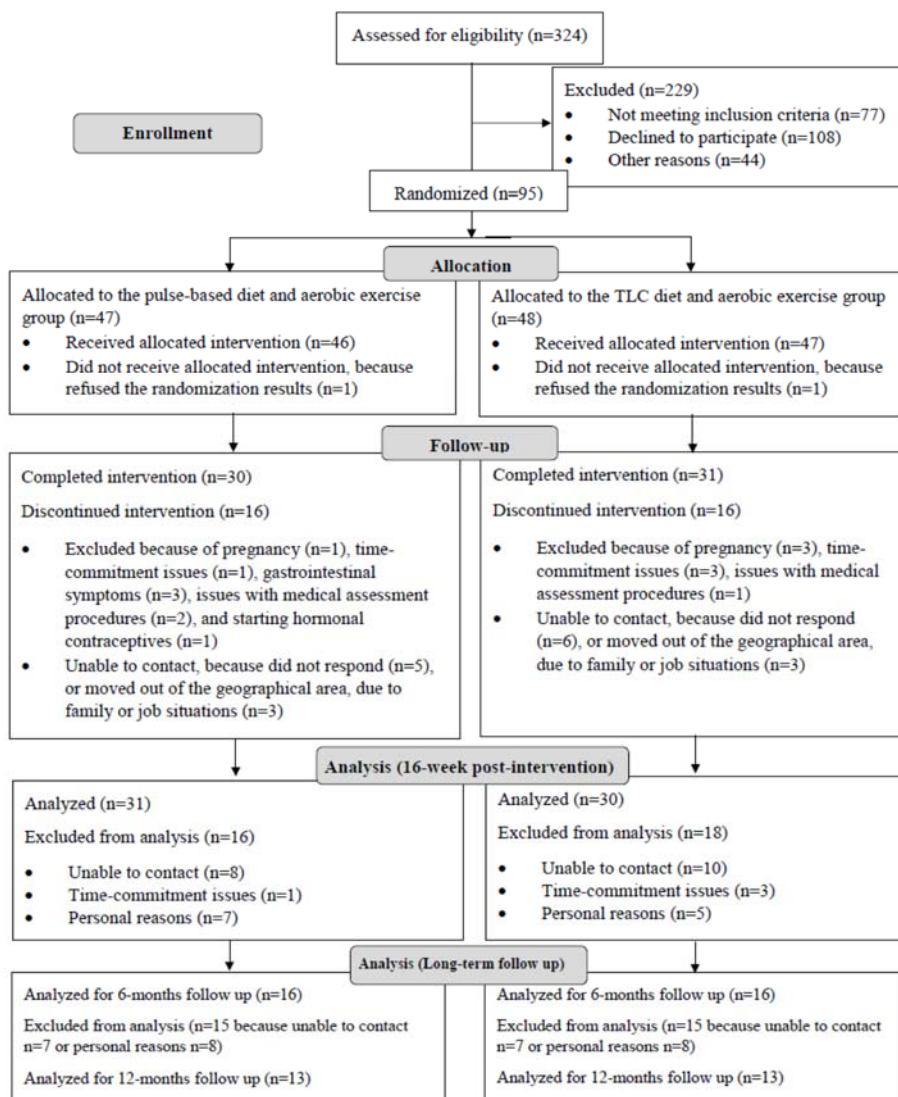 Assessed for eligibility (n=324)
Excluded (n=229)
• Not meeting inclusion criteria (n=77)
• Declined to participate (n=108)
• Other reasons (n=44)
Enrollment
Randomized (n=95)
Allocation
Allocated to the pulse-based diet and aerobic exercise
group (n=47)
• Received allocated intervention (n=46)
• Did not receive allocated intervention, because
refused the randomization results (n=1)
Allocated to the TLC diet and aerobic exercise group
(n=48)
• Received allocated intervention (n=47)
• Did not receive allocated intervention, because
refused the randomization results (n=1)
Follow-up
Completed intervention (n=30)
Discontinued intervention (n=16)
• Excluded because of pregnancy (n=1), time-
commitment issues (n=1), gastrointestinal
symptoms (n=3), issues with medical assessment
procedures (n=2), and starting hormonal
contraceptives (n=1)
• Unable to contact, because did not respond (n=5),
or moved out of the geographical area, due to
family or job situations (n=3)
Completed intervention (n=31)
Discontinued intervention (n=16)
• Excluded because of pregnancy (n=3), time-
commitment issues (n=3), issues with medical
assessment procedures (n=1)
• Unable to contact, because did not respond
(n=6), or moved out of the geographical area,
due to family or job situations (n=3)
Analysis (16-week post-intervention)
Analyzed (n=31)
Excluded from analysis (n=16)
• Unable to contact (n=8)
• Time-commitment issues (n=1)
• Personal reasons (n=7)
Analyzed (n=30)
Excluded from analysis (n=18)
• Unable to contact (n=10)
• Time-commitment issues (n=3)
• Personal reasons (n=5)
Analysis (Long-term follow up)
Analyzed for 6-months follow up (n=16)
Excluded from analysis (n=15 because unable to contact
n=7 or personal reasons n=8)
Analyzed for 12-months follow up (n=13)
Analyzed for 6-months follow up (n=16)
Excluded from analysis (n=15 because unable to contact
n=7 or personal reasons n=8)
Analyzed for 12-months follow up (n=13)